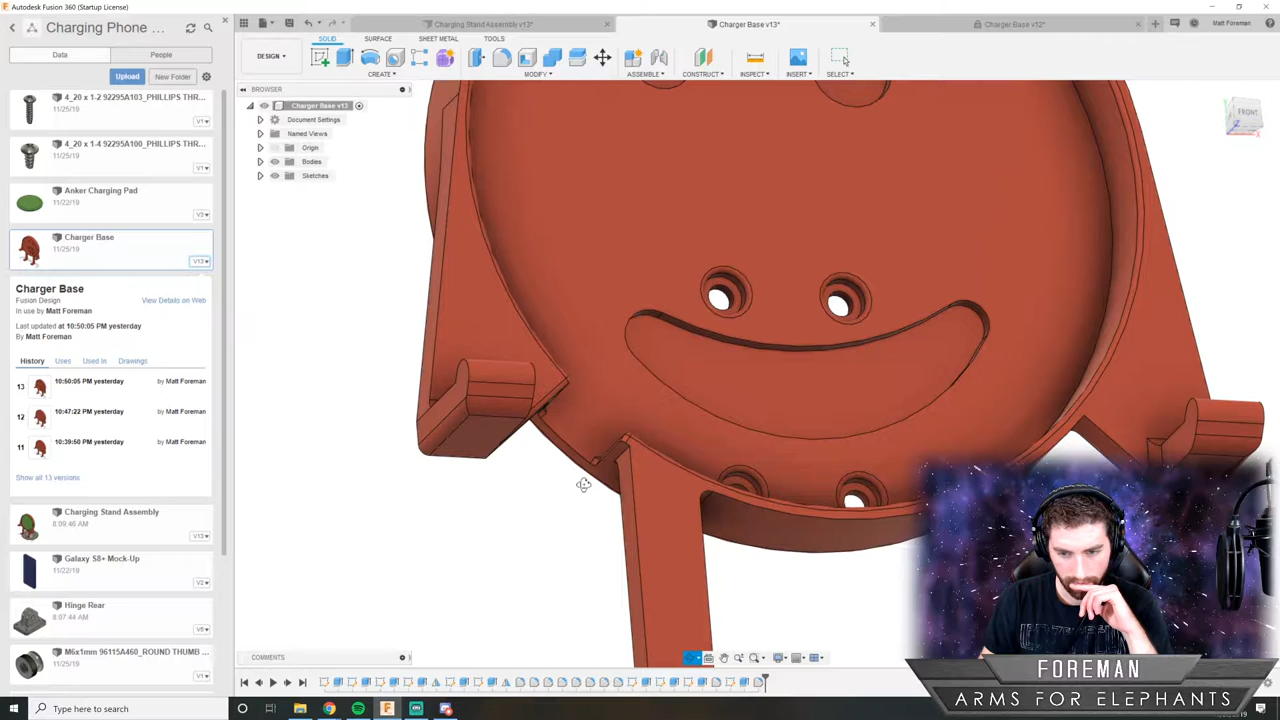 Autodesk Fusion 360 (Startup License)
Charging Phone ...
Charging Stand Assembly v13*
Charger Base v13*
Charger Base v12*
Matt Foreman
Data
People
Upload
New Folder
DESIGN
SOLID
SURFACE
SHEET METAL
TOOLS
CREATE
MODIFY
ASSEMBLE
CONSTRUCT
INSPECT
INSERT
SELECT
BROWSER
Charger Base v13
Document Settings
Named Views
Origin
Bodies
Sketches
FRONT
4_20 x 1-2 92295A103_PHILLIPS THR...
11/25/19
V1
4_20 x 1-4 92295A100_PHILLIPS THR...
11/25/19
V1
Anker Charging Pad
11/22/19
Charger Base
11/25/19
V13
Charger Base
Fusion Design
View Details on Web
In use by Matt Foreman
Last updated at 10:50:05 PM yesterday
By Matt Foreman
History
Uses
Used In
Drawings
13
10:50:05 PM yesterday
by Matt Foreman
12
10:47:22 PM yesterday
by Matt Foreman
11
10:39:50 PM yesterday
by Matt Foreman
Show all 13 versions
Charging Stand Assembly
8:09:46 AM
V13
Galaxy S8+ Mock-Up
11/22/19
V2
Hinge Rear
8:07:44 AM
M6x1mm 96115A460_ROUND THUMB ...
11/25/19
V1
COMMENTS
FOREMAN
ARMS FOR ELEPHANTS
Type here to search